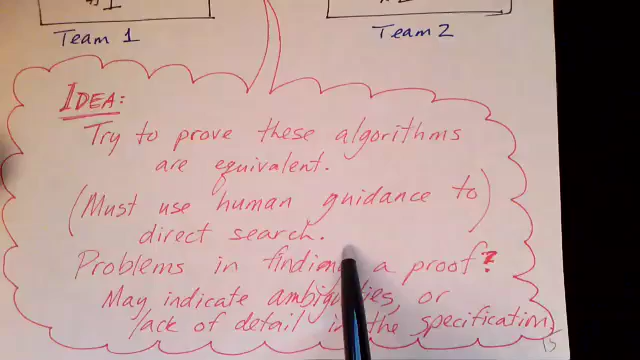 Team 1
Team 2
IDEA:
Try to prove these algorithms
are equivalent.
(Must use human guidance to)
direct search.
Problems in finding a proof?
May indicate ambiguities, or
lack of detail in the specification.
15